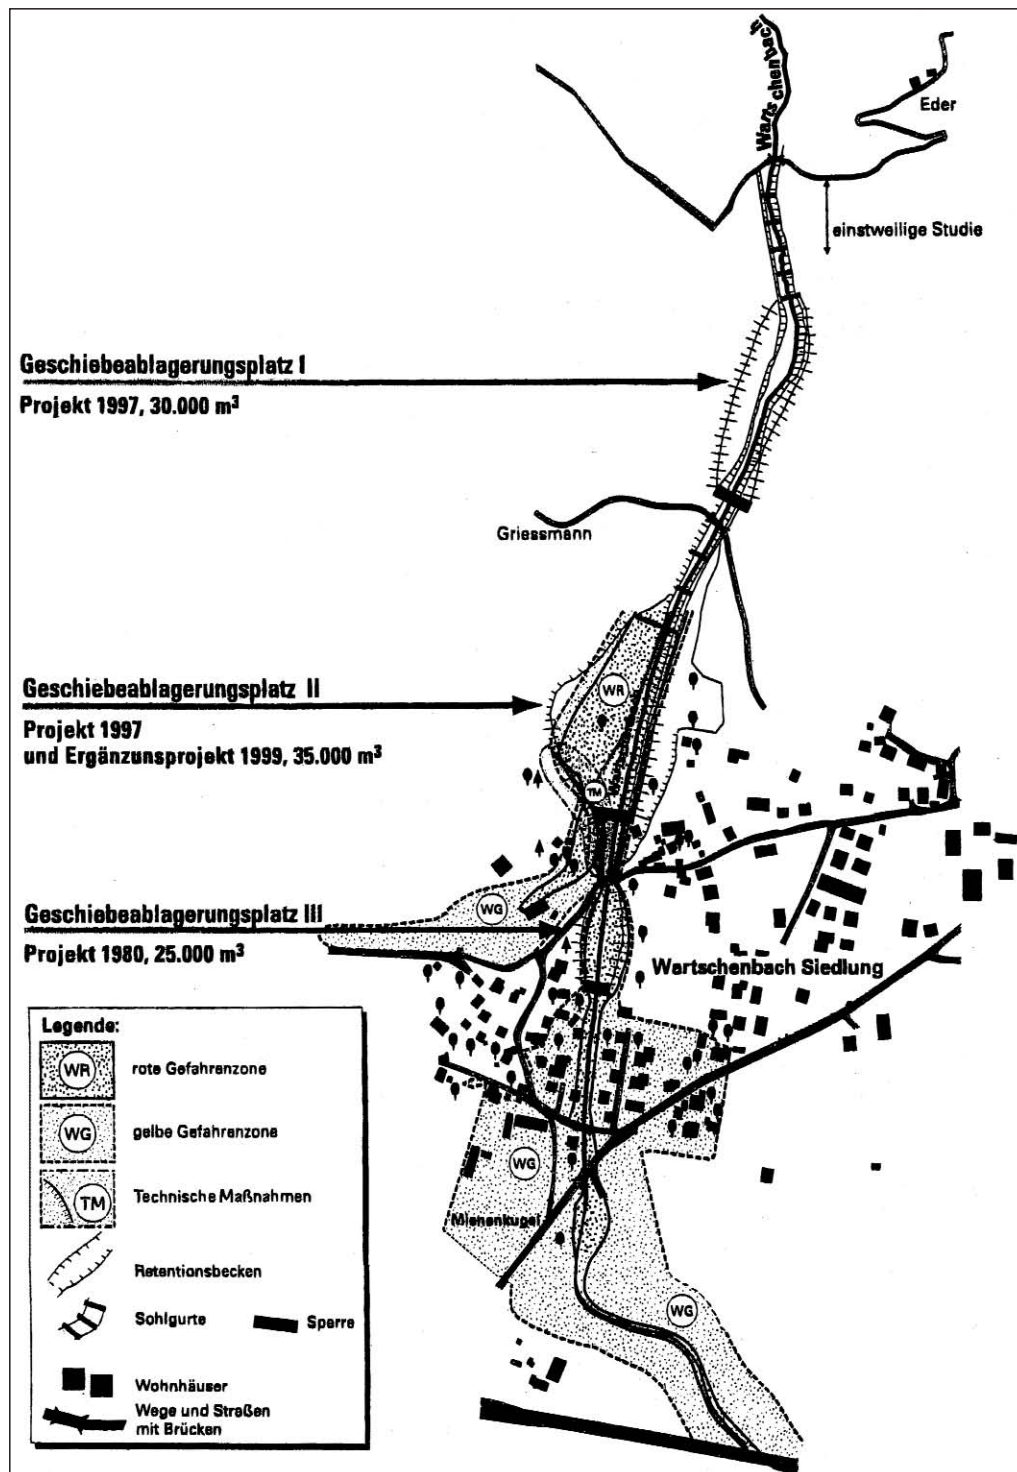 Wartschenbach
Eder
einstweilige Studie
Geschiebeablagerungsplatz I
Projekt 1997, 30.000 m³
Griessmann
WR
Geschiebeablagerungsplatz II
Projekt 1997
und Ergänzunsprojekt 1999, 35.000 m³
TM
WG
Geschiebeablagerungsplatz III
Projekt 1980, 25.000 m³
Wartschenbach Siedlung
Legende:
WR rote Gefahrenzone
WG gelbe Gefahrenzone
TM Technische Maßnahmen
Retentionsbecken
Sohlgurte Sperre
Wohnhäuser
Wege und Straßen
mit Brücken
WG
Mienenkugel
WG